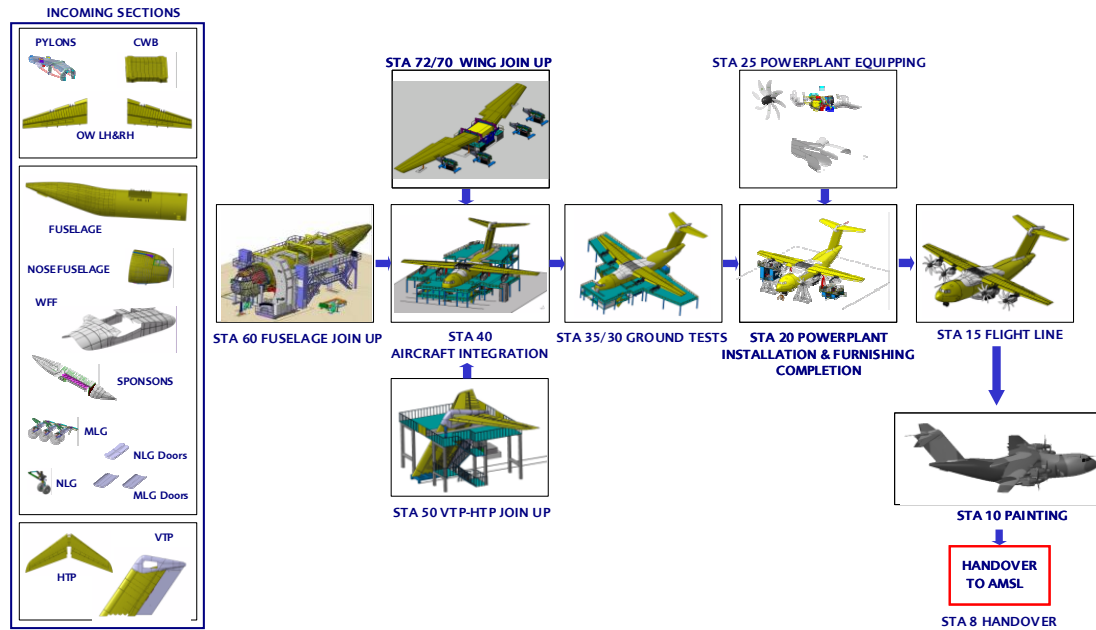 INCOMING SECTIONS
PYLONS
CWB
OW LH&RH
FUSELAGE
NOSE FUSELAGE
WFF
SPONSONS
MLG
NLG Doors
NLG
MLG Doors
VTP
HTP
STA 72/70 WING JOIN UP
STA 25 POWERPLANT EQUIPPING
STA 60 FUSELAGE JOIN UP
STA 40
AIRCRAFT INTEGRATION
STA 35/30 GROUND TESTS
STA 20 POWERPLANT
INSTALLATION & FURNISHING
COMPLETION
STA 15 FLIGHT LINE
STA 50 VTP-HTP JOIN UP
STA 10 PAINTING
HANDOVER
TO AMSL
STA 8 HANDOVER